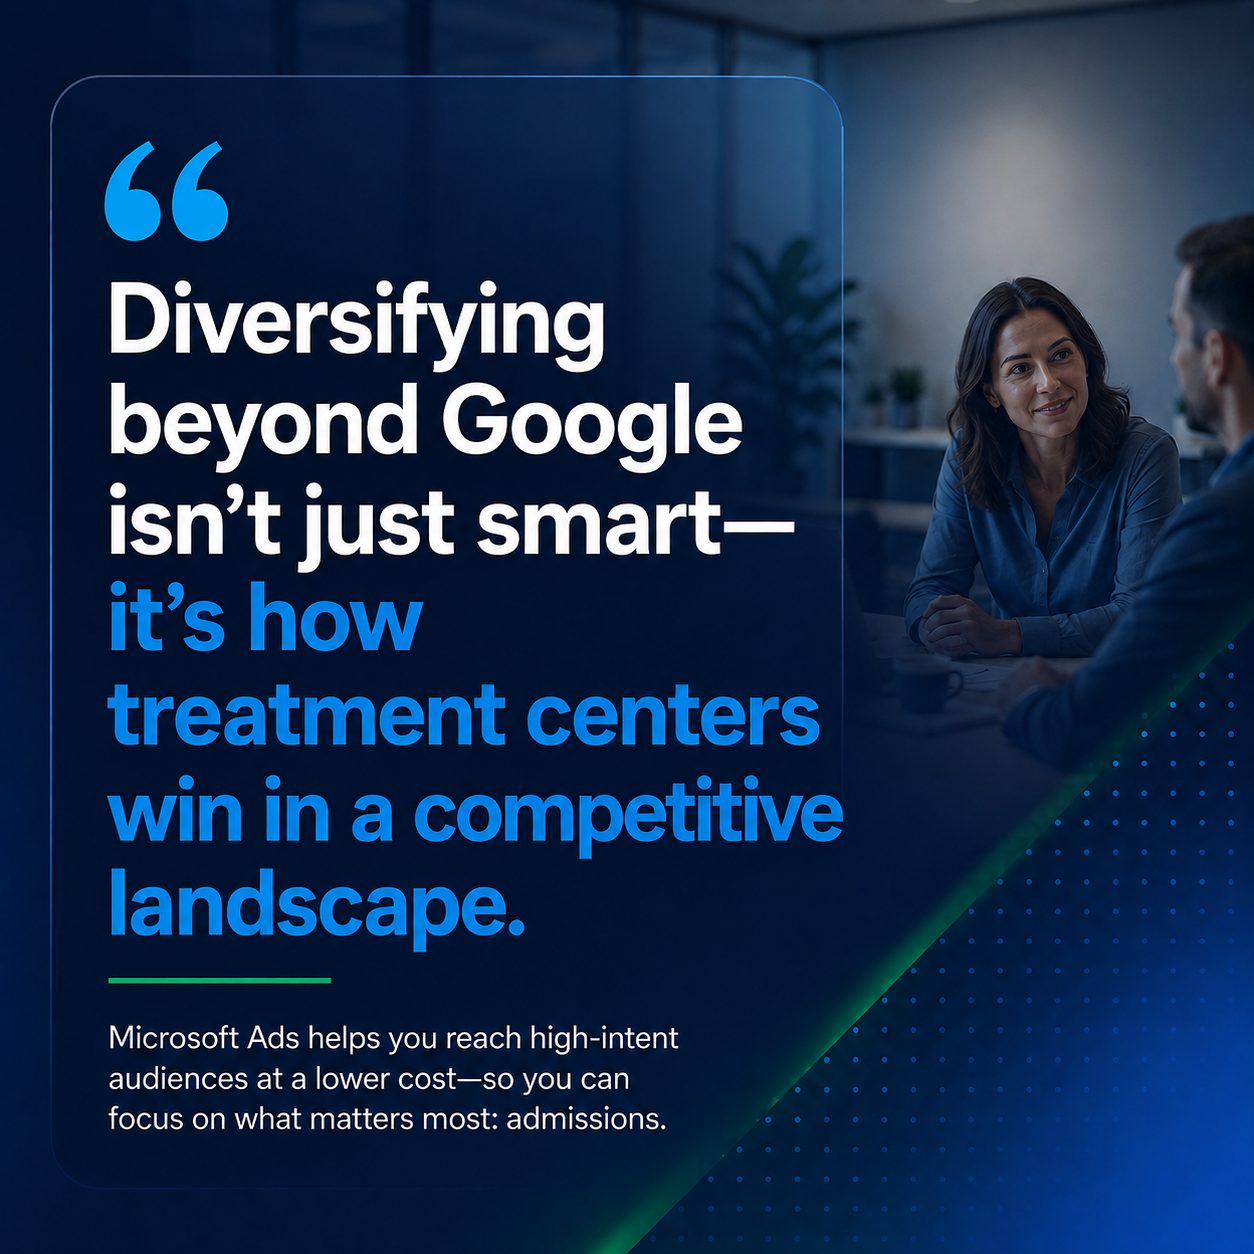 “
Diversifying
beyond Google
isn’t just smart—
it’s how
treatment centers
win in a competitive
landscape.
Microsoft Ads helps you reach high-intent
audiences at a lower cost—so you can
focus on what matters most: admissions.